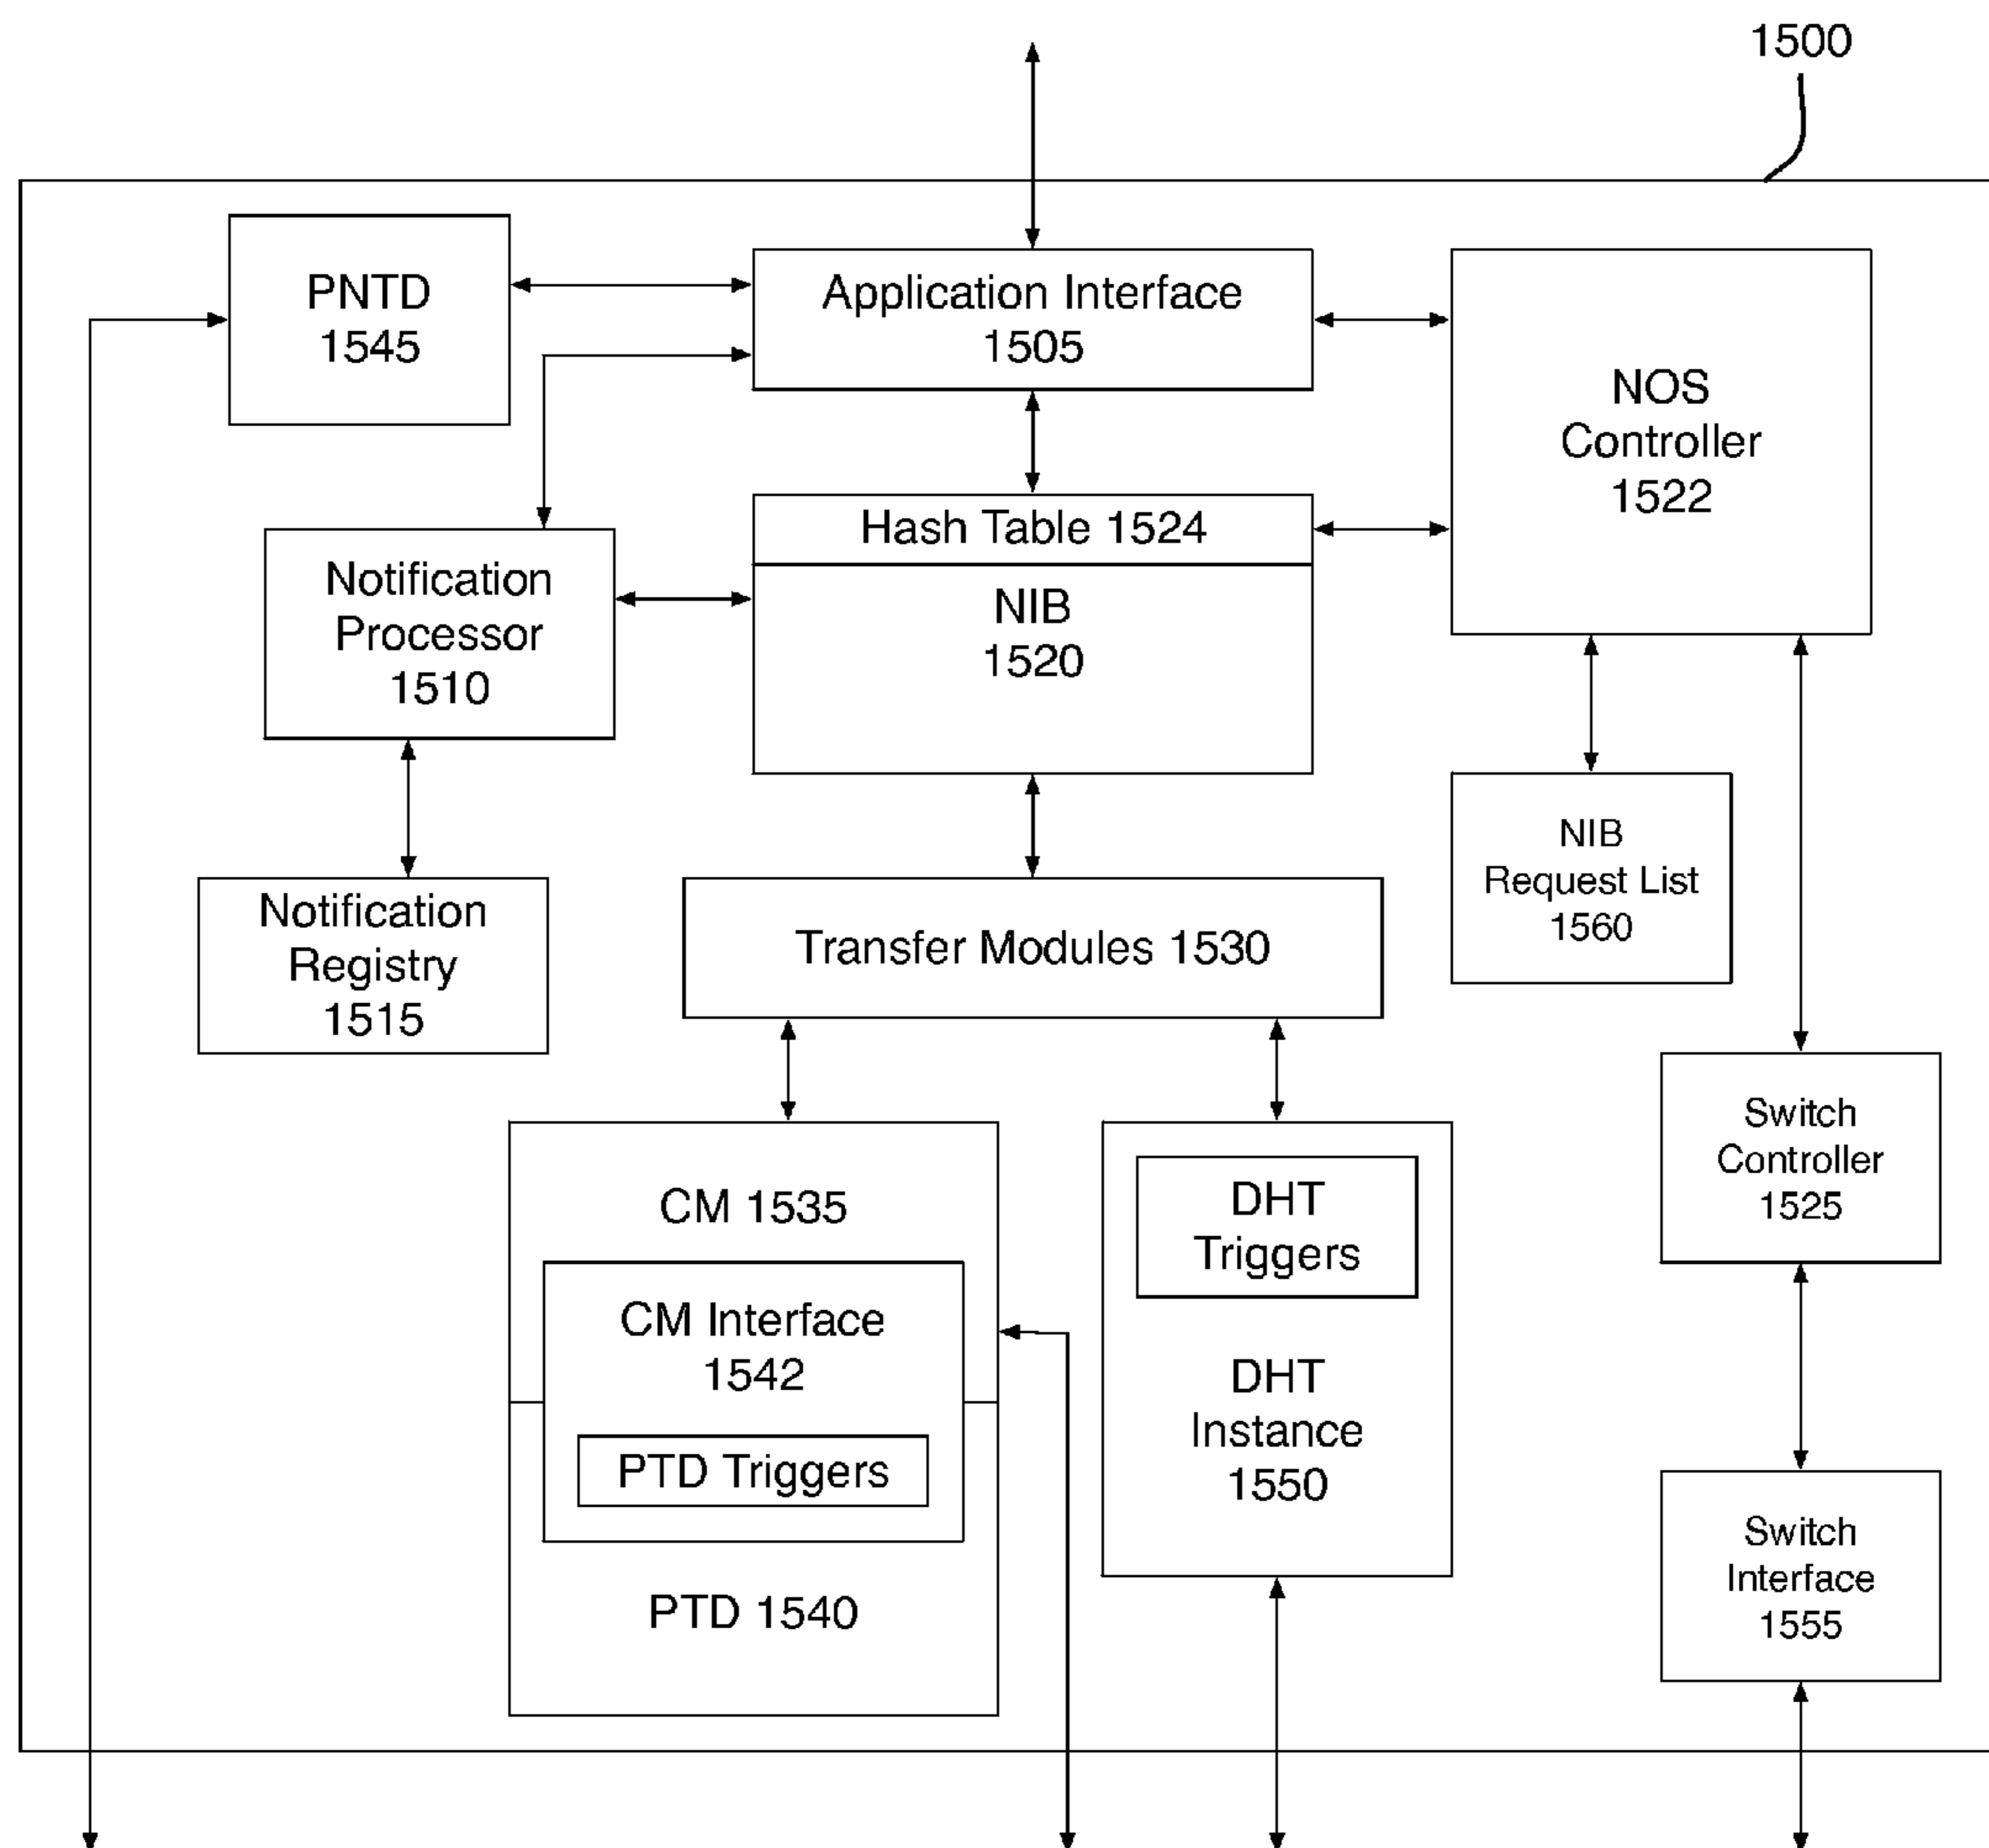 1500
PNTD
1545
Application Interface
1505
NOS
Controller
1522
Hash Table 1524
NIB
1520
Notification
Processor
1510
Notification
Registry
1515
NIB
Request List
1560
Transfer Modules 1530
CM 1535
CM Interface
1542
PTD Triggers
PTD 1540
DHT
Triggers
DHT
Instance
1550
Switch
Controller
1525
Switch
Interface
1555